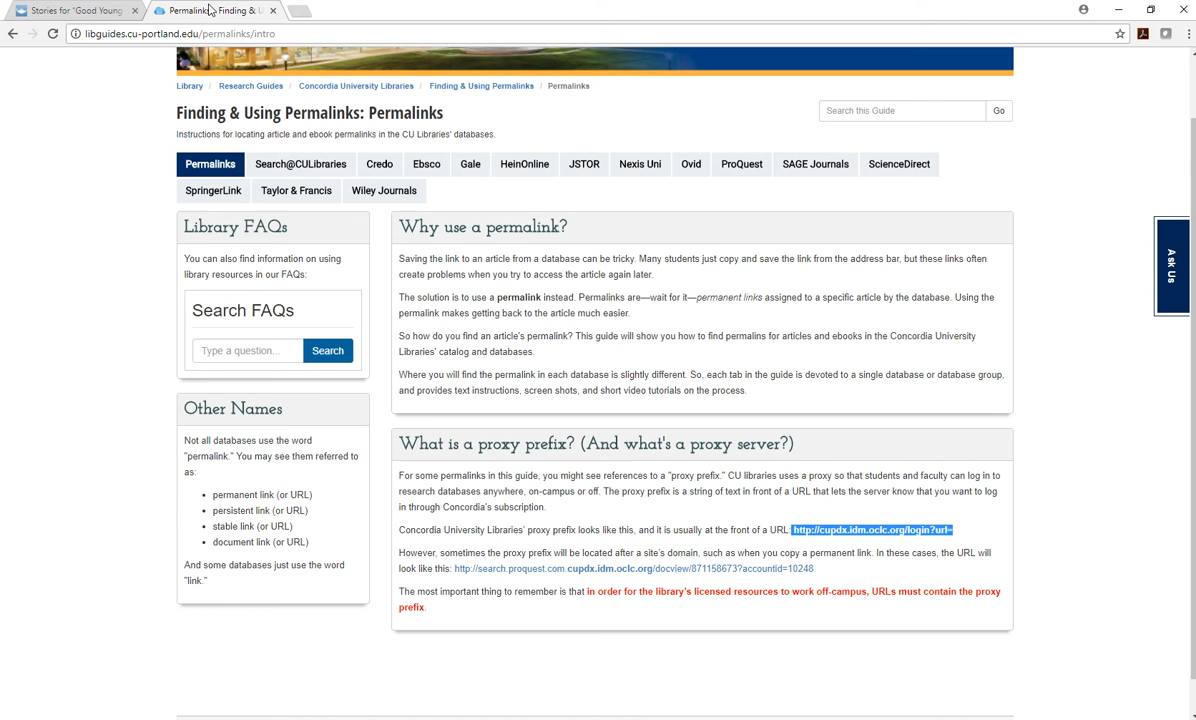 Stories for "Good Young
Permalinks - Finding & U
libguides.cu-portland.edu/permalinks/intro
Library / Research Guides / Concordia University Libraries / Finding & Using Permalinks / Permalinks
Finding & Using Permalinks: Permalinks
Search this Guide
Go
Instructions for locating article and ebook permalinks in the CU Libraries' databases.
Permalinks Search@CULibraries Credo Ebsco Gale HeinOnline JSTOR Nexis Uni Ovid ProQuest SAGE Journals ScienceDirect
SpringerLink Taylor & Francis Wiley Journals
Library FAQs
You can also find information on using
library resources in our FAQs:
Search FAQs
Type a question...
Search
Other Names
Not all databases use the word
"permalink." You may see them referred to
as:
• permanent link (or URL)
• persistent link (or URL)
• stable link (or URL)
• document link (or URL)
And some databases just use the word
"link."
Why use a permalink?
Saving the link to an article from a database can be tricky. Many students just copy and save the link from the address bar, but these links often
create problems when you try to access the article again later.
The solution is to use a permalink instead. Permalinks are—wait for it—permanent links assigned to a specific article by the database. Using the
permalink makes getting back to the article much easier.
So how do you find an article's permalink? This guide will show you how to find permalins for articles and ebooks in the Concordia University
Libraries' catalog and databases.
Where you will find the permalink in each database is slightly different. So, each tab in the guide is devoted to a single database or database group,
and provides text instructions, screen shots, and short video tutorials on the process.
What is a proxy prefix? (And what's a proxy server?)
For some permalinks in this guide, you might see references to a "proxy prefix." CU libraries uses a proxy so that students and faculty can log in to
research databases anywhere, on-campus or off. The proxy prefix is a string of text in front of a URL that lets the server know that you want to log
in through Concordia's subscription.
Concordia University Libraries' proxy prefix looks like this, and it is usually at the front of a URL: http://cupdx.idm.oclc.org/login?url=
However, sometimes the proxy prefix will be located after a site's domain, such as when you copy a permanent link. In these cases, the URL will
look like this: http://search.proquest.com.cupdx.idm.oclc.org/docview/871158673?accountid=10248
The most important thing to remember is that in order for the library's licensed resources to work off-campus, URLs must contain the proxy
prefix.
Ask Us